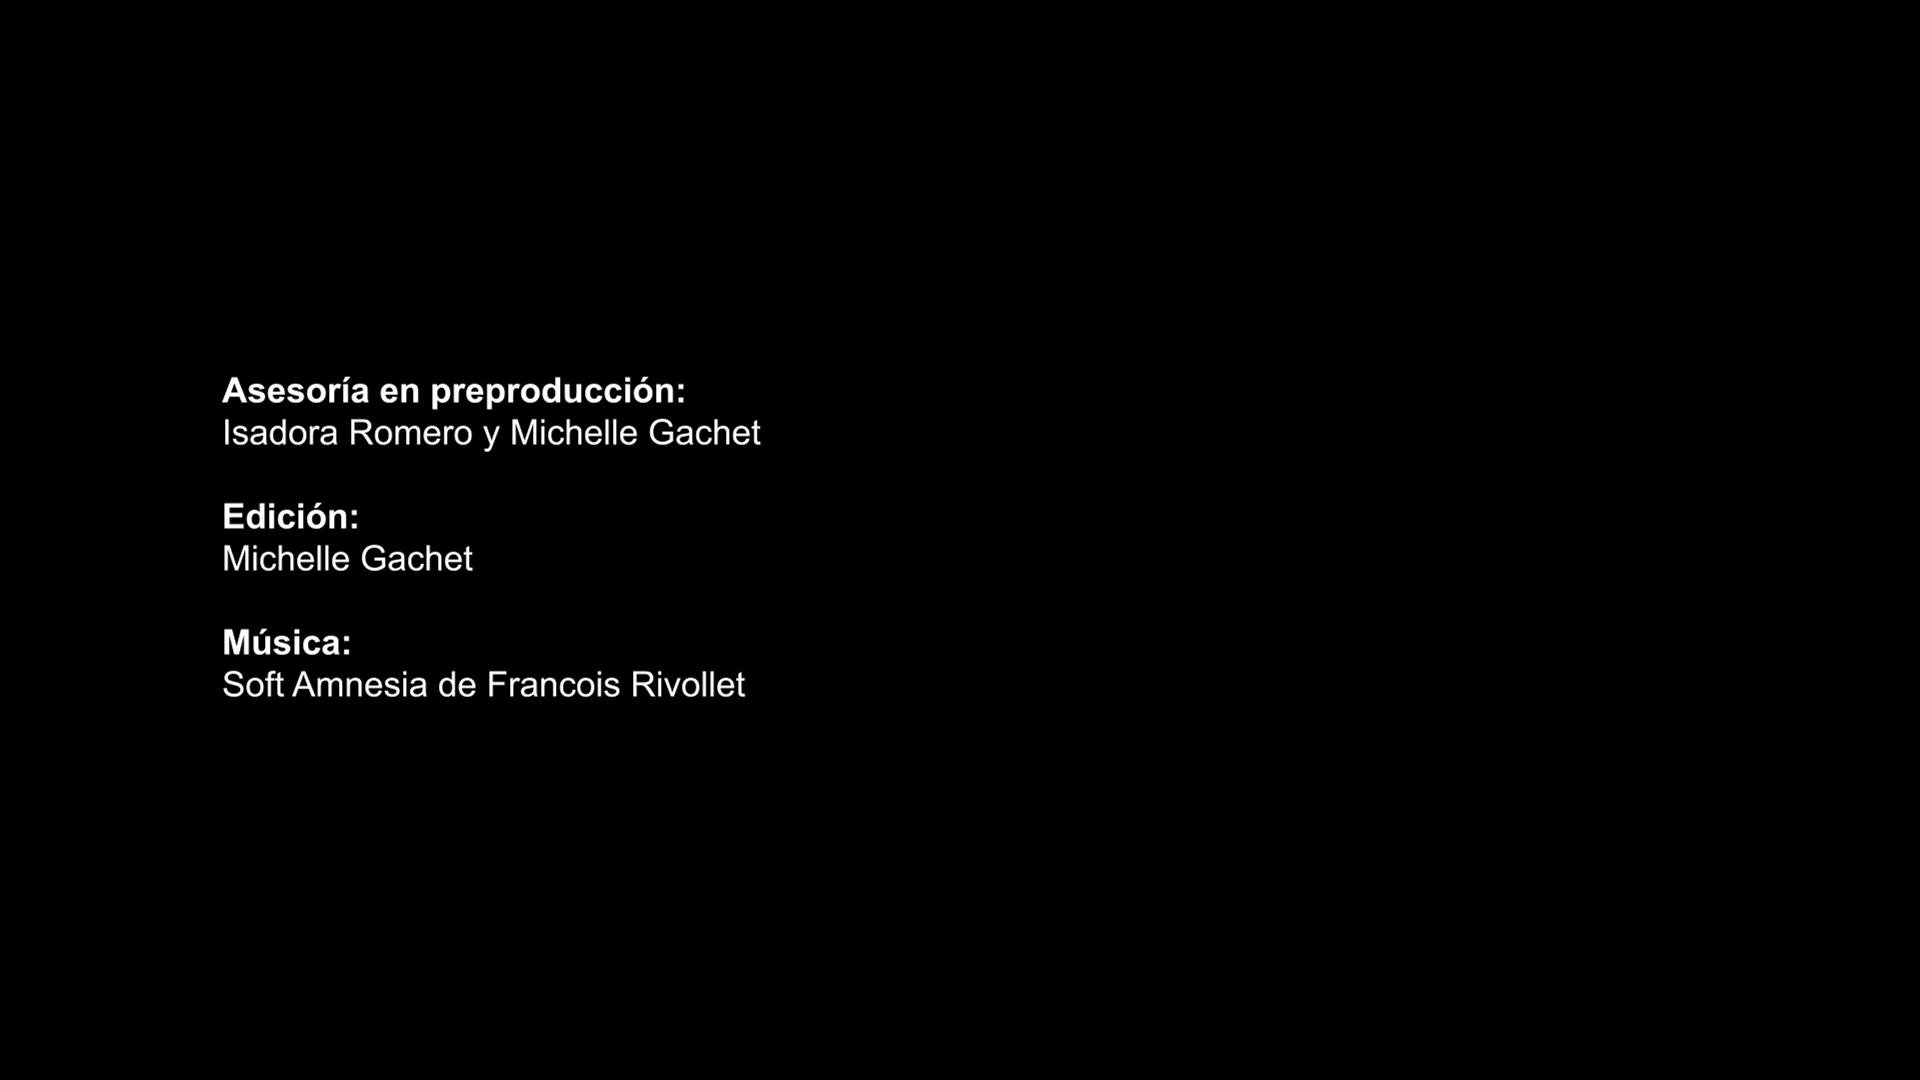 Asesoría en preproducción:
Isadora Romero y Michelle Gachet
Edición:
Michelle Gachet
Música:
Soft Amnesia de Francois Rivollet